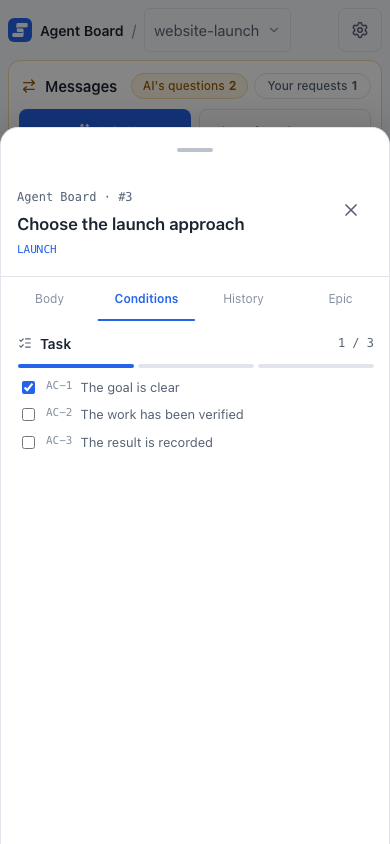 Agent Board / website-launch
Messages AI's questions 2 Your requests 1
Agent Board · #3
Choose the launch approach
LAUNCH
Body Conditions History Epic
Task 1 / 3
AC-1 The goal is clear
AC-2 The work has been verified
AC-3 The result is recorded